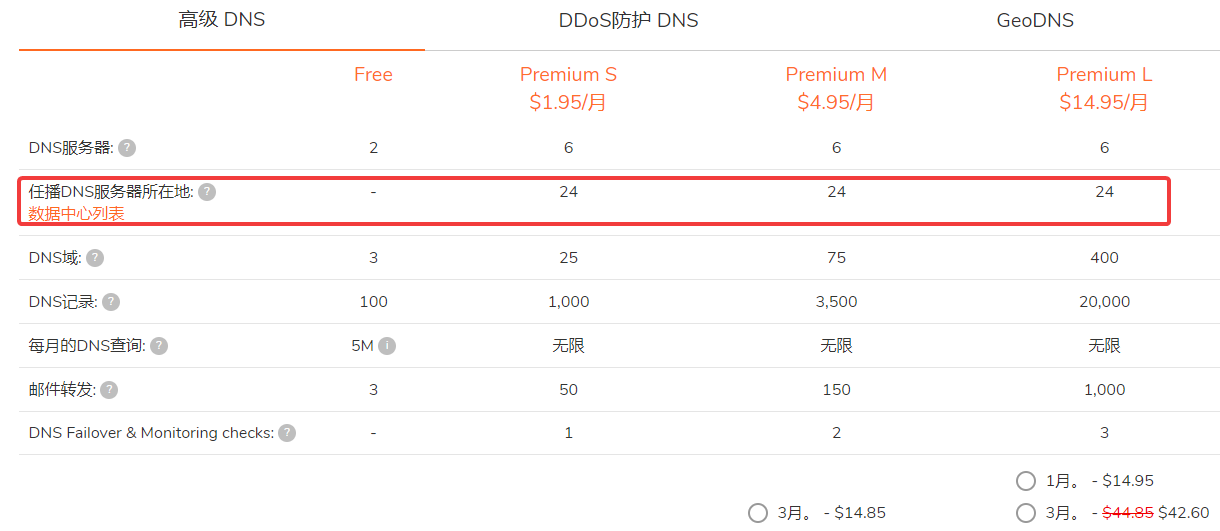 高级 DNS DDoS防护 DNS GeoDNS
Free Premium S Premium M Premium L
$1.95/月 $4.95/月 $14.95/月
DNS服务器: ? 2 6 6 6
任播DNS服务器所在地: ? - 24 24 24
数据中心列表
DNS域: ? 3 25 75 400
DNS记录: ? 100 1,000 3,500 20,000
每月的DNS查询: ? 5M i 无限 无限 无限
邮件转发: ? 3 50 150 1,000
DNS Failover & Monitoring checks: ? - 1 2 3
1月。 - $14.95
3月。 - $14.85 3月。 - $44.85 $42.60